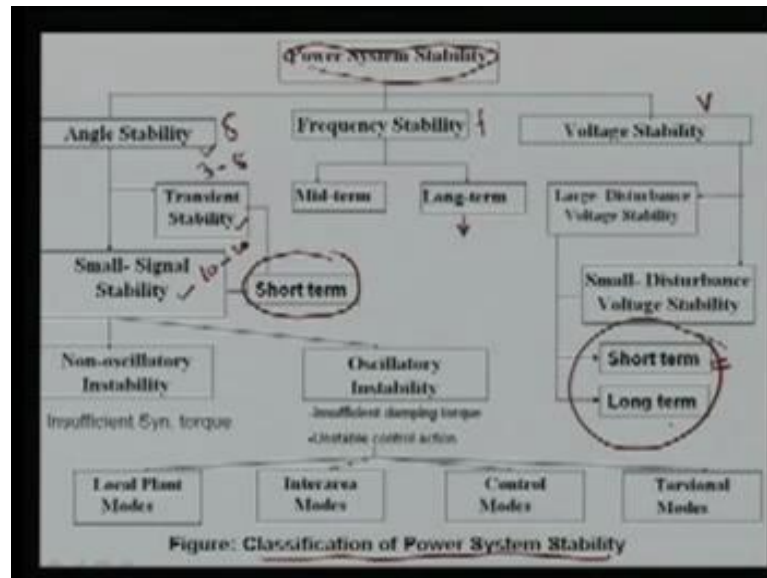 Power System Stability
Angle Stability δ
Frequency Stability f
Voltage Stability
V
3-5
Transient
Stability
Mid-term
Long-term
Large Disturbance
Voltage Stability
Small- Signal
Stability
Short term
Small- Disturbance
Voltage Stability
Non-oscillatory
Instability
Insufficient Syn. torque
Oscillatory
Instability
-Insufficient damping torque
-Unstable control action
Short term
Long term
Local Plant
Modes
Interarea
Modes
Control
Modes
Torsional
Modes
Figure: Classification of Power System Stability